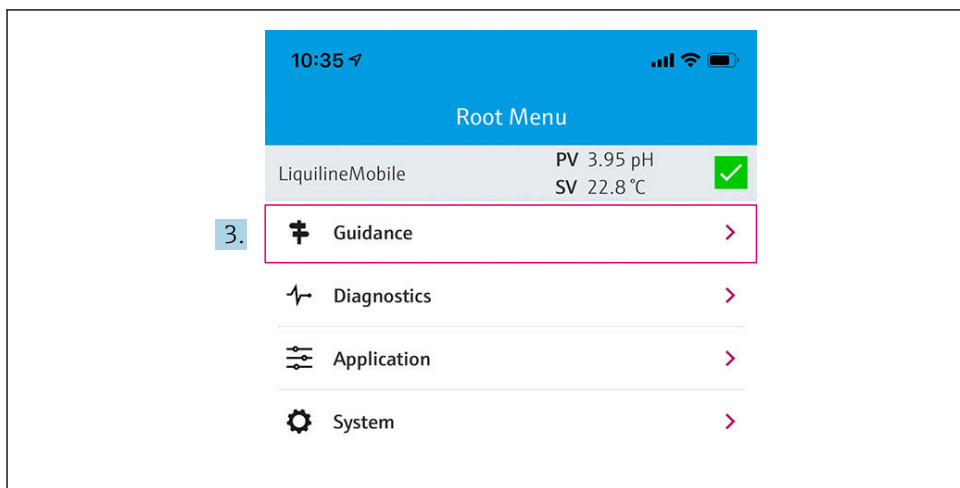 10:35
Root Menu
LiquilineMobile
PV 3.95 pH
SV 22.8 °C
3.
Guidance
Diagnostics
Application
System